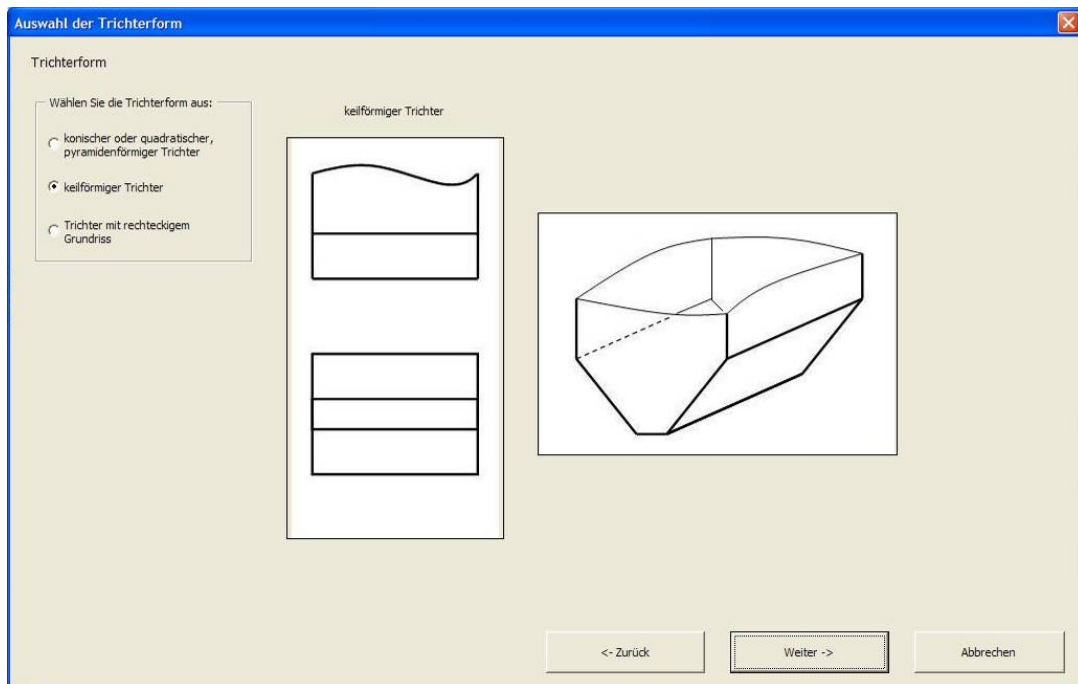 Auswahl der Trichterform
Trichterform
Wählen Sie die Trichterform aus:
konischer oder quadratischer,
pyramidenförmiger Trichter
keilförmiger Trichter
Trichter mit rechteckigem
Grundriss
keilförmiger Trichter
<- Zurück
Weiter ->
Abbrechen